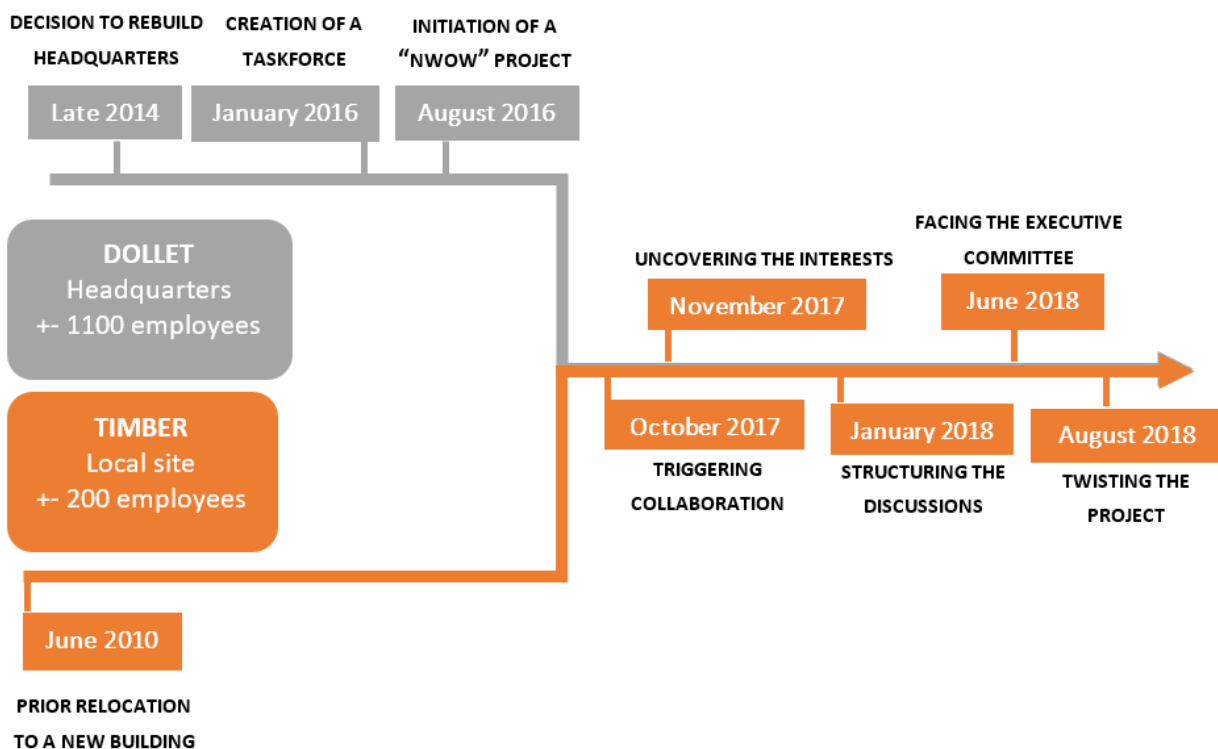 DECISION TO REBUILD
HEADQUARTERS
Late 2014
CREATION OF A
TASKFORCE
January 2016
INITIATION OF A
“NWOW” PROJECT
August 2016
DOLLET
Headquarters
+- 1100 employees
TIMBER
Local site
+- 200 employees
June 2010
PRIOR RELOCATION
TO A NEW BUILDING
October 2017
TRIGGERING
COLLABORATION
UNCOVERING THE INTERESTS
November 2017
January 2018
STRUCTURING THE
DISCUSSIONS
FACING THE EXECUTIVE
COMMITTEE
June 2018
August 2018
TWISTING THE
PROJECT